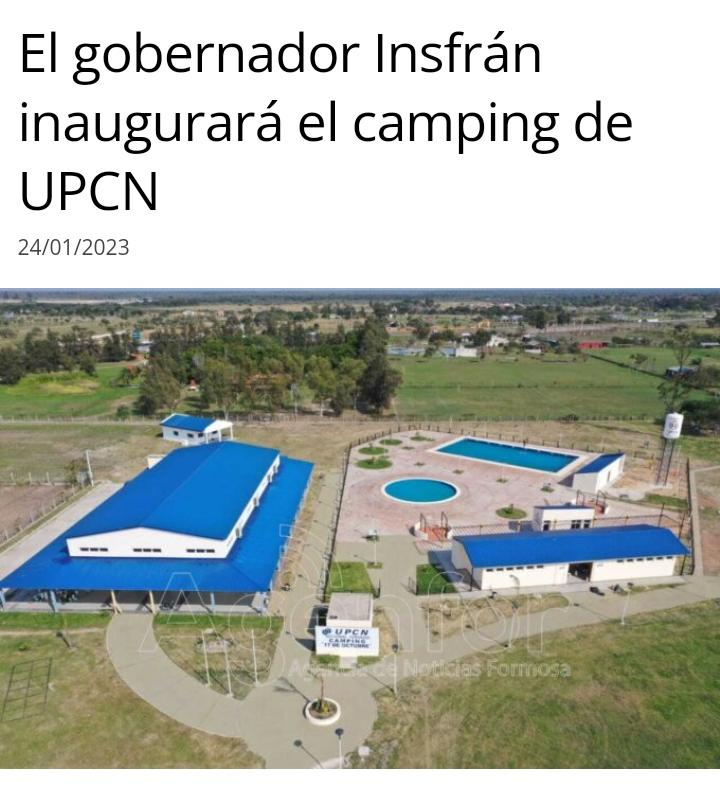 El gobernador Insfrán
inaugurará el camping de
UPCN
24/01/2023
UPCN
CAMPING
"17 DE OCTUBRE"
Agenfor
Agencia de Noticias Formosa